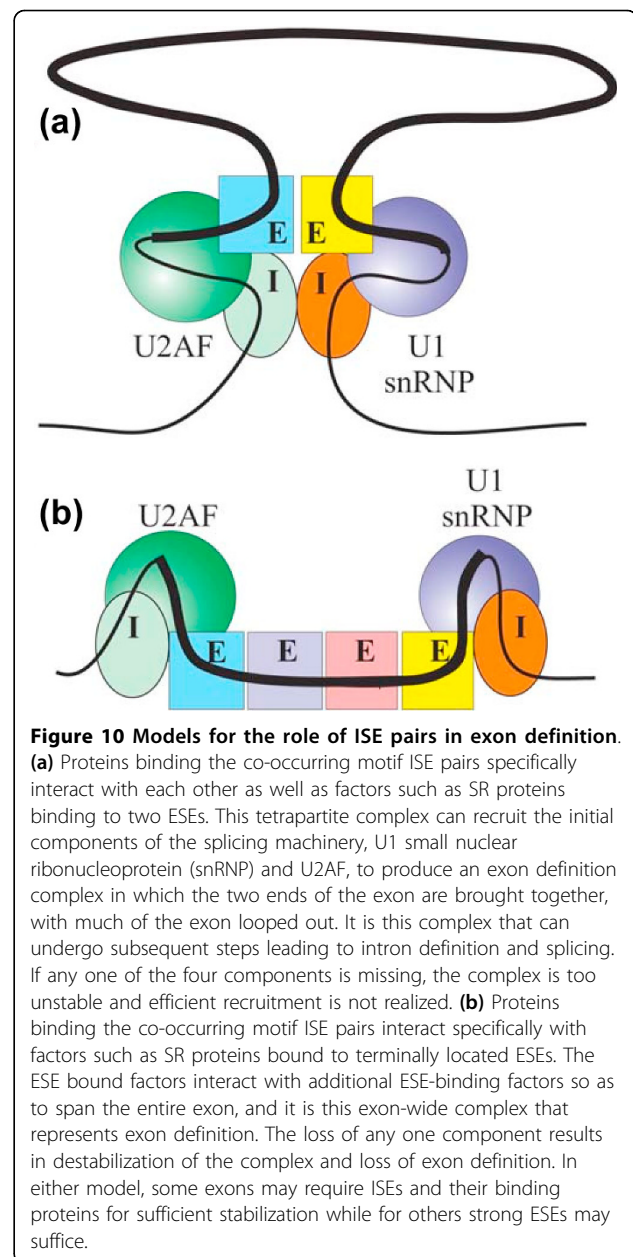 (a)
E E
I I
U2AF
U1
snRNP
(b)
U2AF
U1
snRNP
I E E E E I
Figure 10 Models for the role of ISE pairs in exon definition.
(a) Proteins binding the co-occurring motif ISE pairs specifically
interact with each other as well as factors such as SR proteins
binding to two ESEs. This tetrapartite complex can recruit the initial
components of the splicing machinery, U1 small nuclear
ribonucleoprotein (snRNP) and U2AF, to produce an exon definition
complex in which the two ends of the exon are brought together,
with much of the exon looped out. It is this complex that can
undergo subsequent steps leading to intron definition and splicing.
If any one of the four components is missing, the complex is too
unstable and efficient recruitment is not realized. (b) Proteins
binding the co-occurring motif ISE pairs interact specifically with
factors such as SR proteins bound to terminally located ESEs. The
ESE bound factors interact with additional ESE-binding factors so as
to span the entire exon, and it is this exon-wide complex that
represents exon definition. The loss of any one component results
in destabilization of the complex and loss of exon definition. In
either model, some exons may require ISEs and their binding
proteins for sufficient stabilization while for others strong ESEs may
suffice.